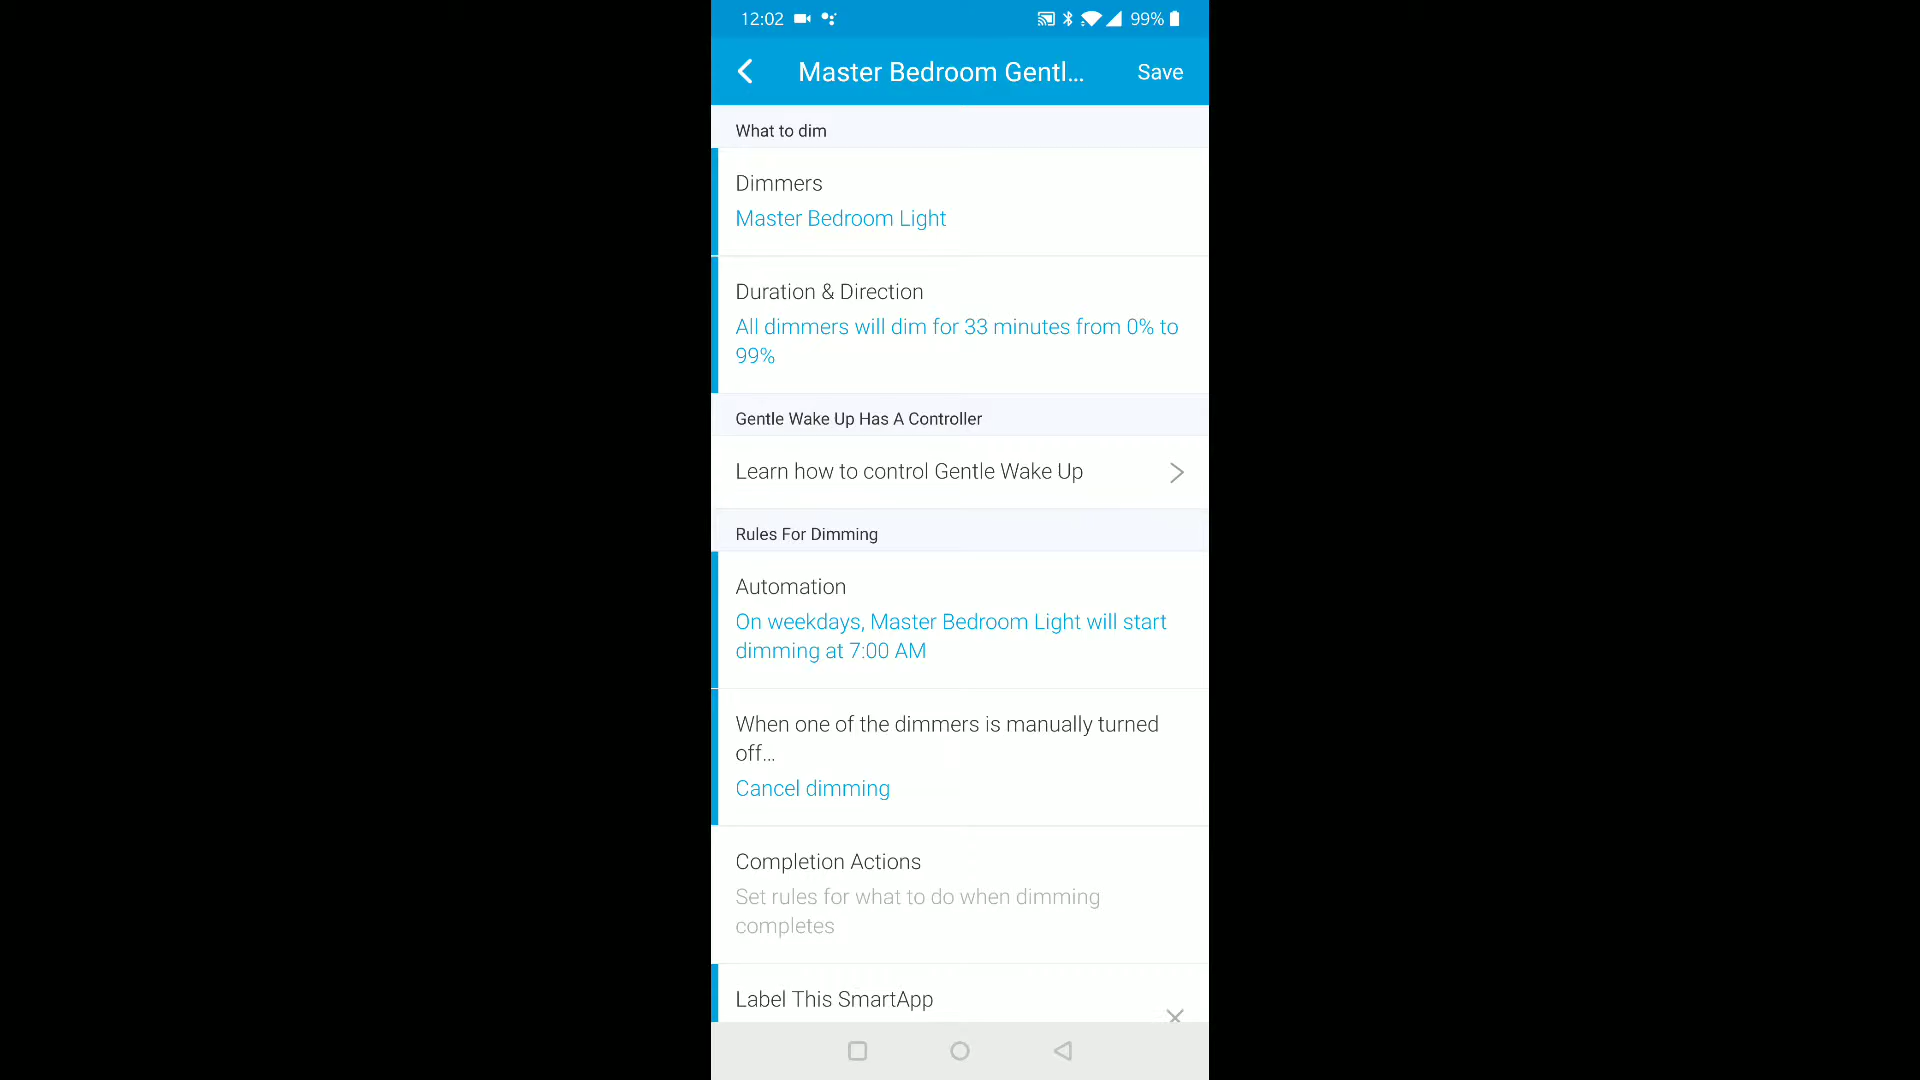 12:02 99%
Master Bedroom Gentl... Save
What to dim
Dimmers
Master Bedroom Light
Duration & Direction
All dimmers will dim for 33 minutes from 0% to
99%
Gentle Wake Up Has A Controller
Learn how to control Gentle Wake Up
Rules For Dimming
Automation
On weekdays, Master Bedroom Light will start
dimming at 7:00 AM
When one of the dimmers is manually turned
off...
Cancel dimming
Completion Actions
Set rules for what to do when dimming
completes
Label This SmartApp